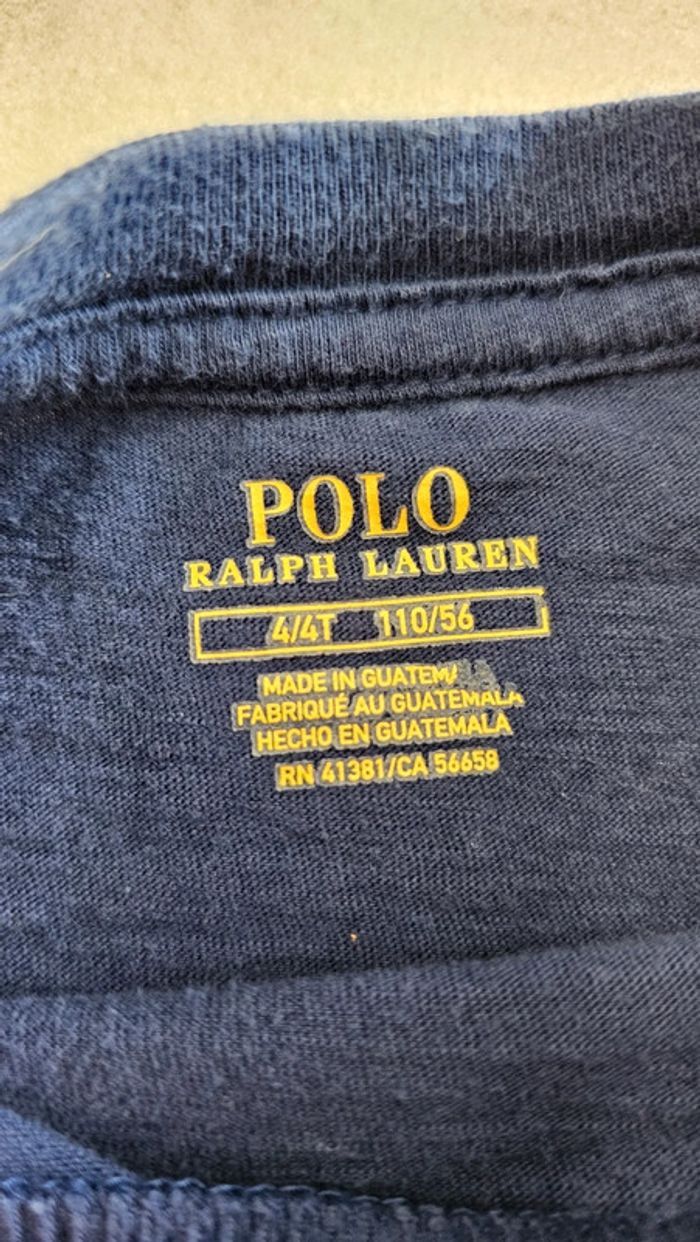 POLO
RALPH LAUREN
4/4T 110/56
MADE IN GUATEMALA
FABRIQUÉ AU GUATEMALA
HECHO EN GUATEMALA
RN 41381/CA 56658